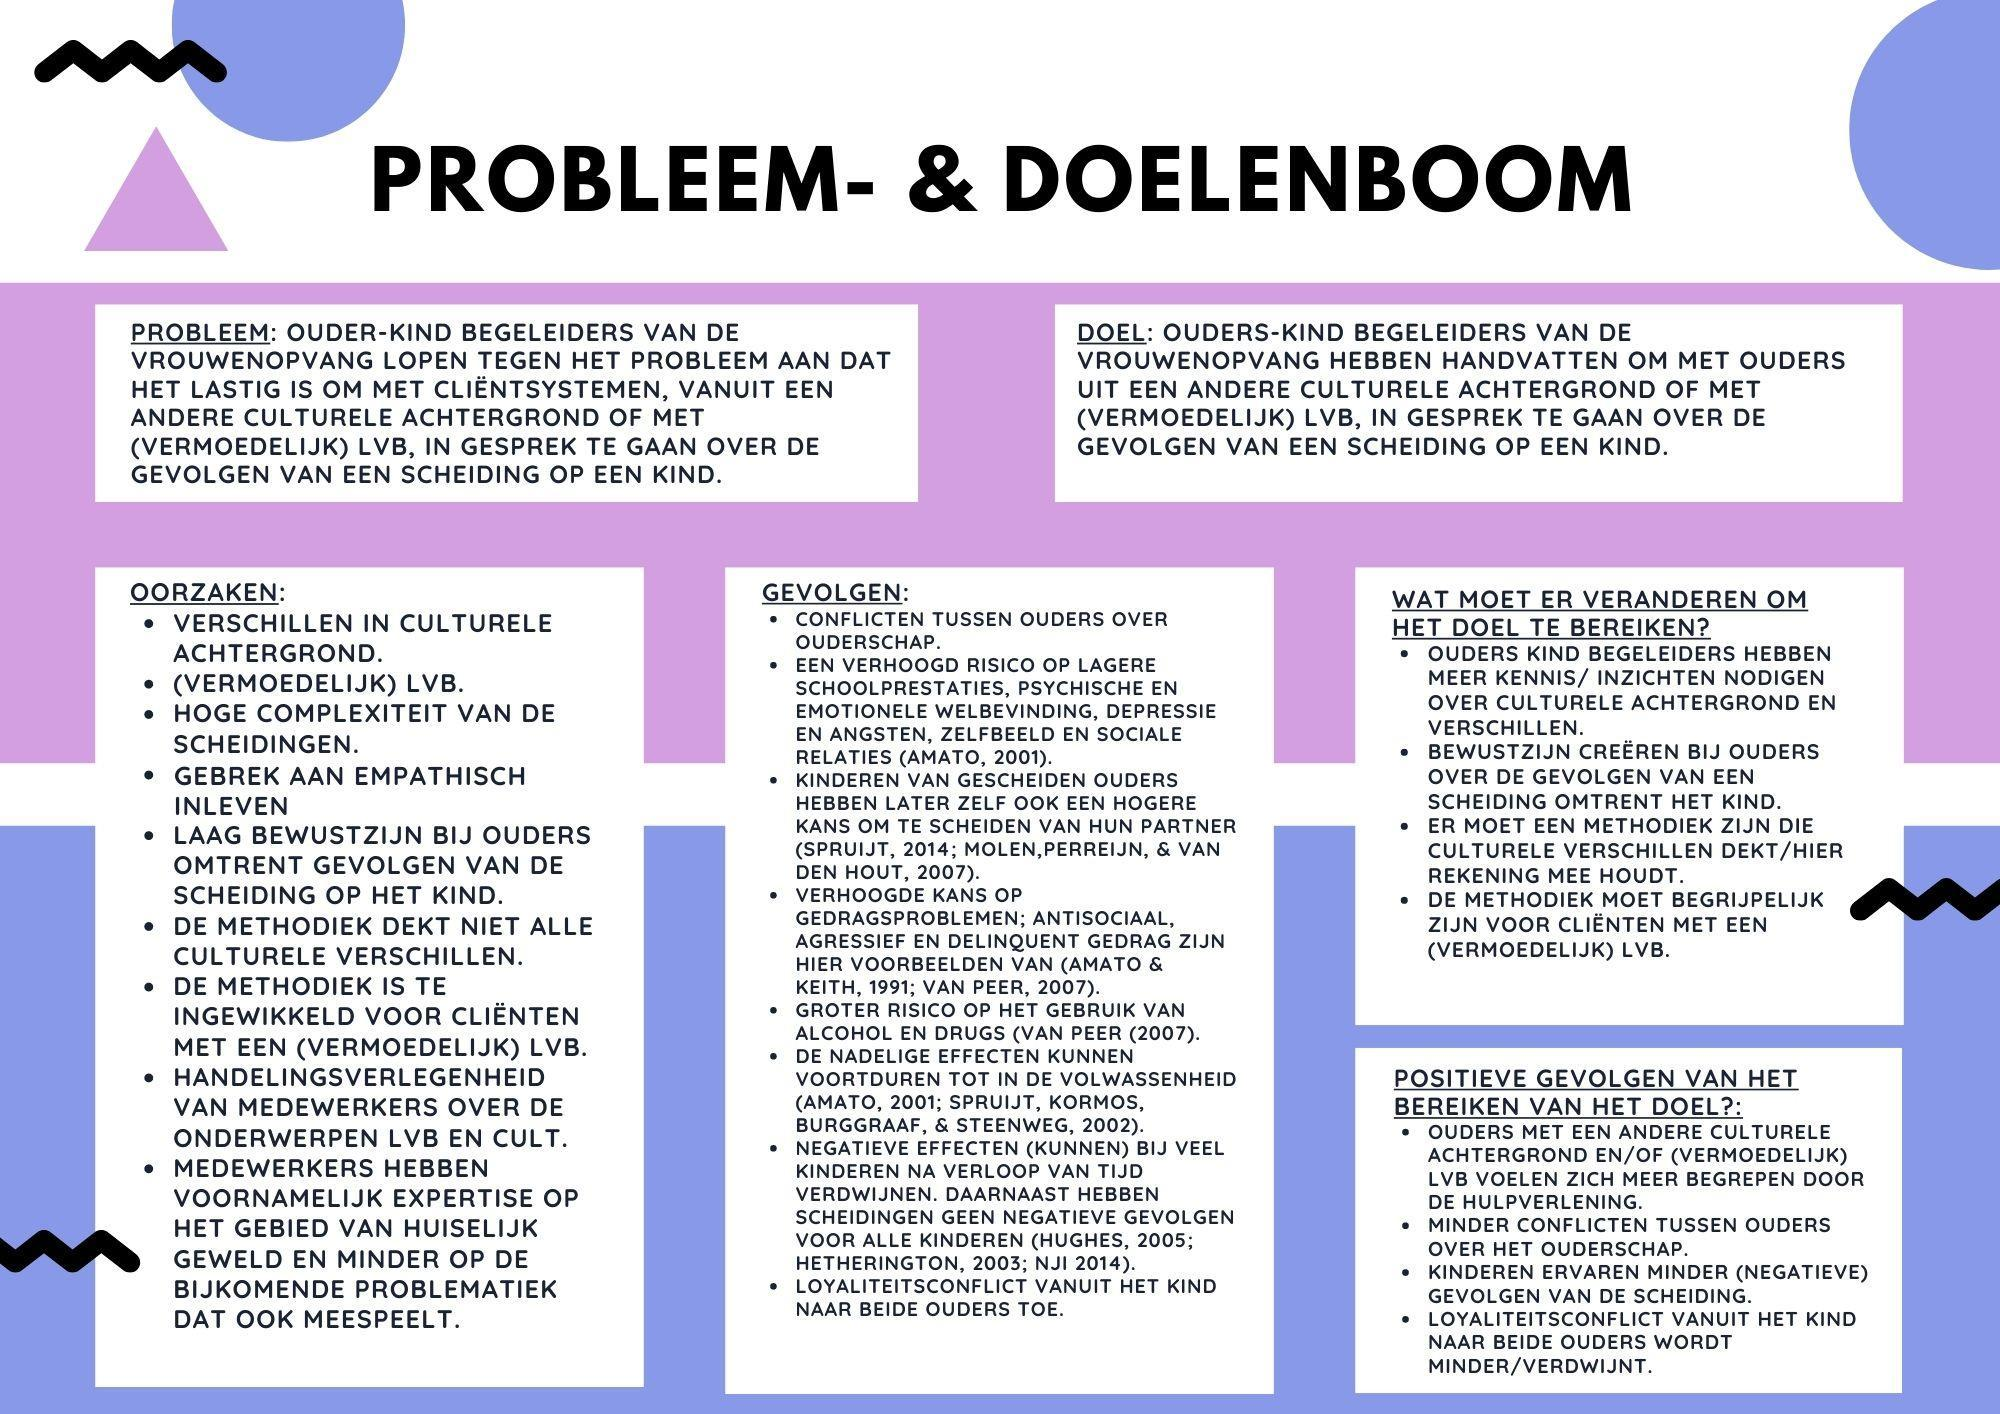 PROBLEEM- & DOELENBOOM
PROBLEEM: OUDER-KIND BEGELEIDERS VAN DE
VROUWENOPVANG LOPEN TEGEN HET PROBLEEM AAN DAT
HET LASTIG IS OM MET CLIËNTSYSTEMEN, VANUIT EEN
ANDERE CULTURELE ACHTERGROND OF MET
(VERMOEDELIJK) LVB, IN GESPREK TE GAAN OVER DE
GEVOLGEN VAN EEN SCHEIDING OP EEN KIND.
DOEL: OUDERS-KIND BEGELEIDERS VAN DE
VROUWENOPVANG HEBBEN HANDVATTEN OM MET OUDERS
UIT EEN ANDERE CULTURELE ACHTERGROND OF MET
(VERMOEDELIJK) LVB, IN GESPREK TE GAAN OVER DE
GEVOLGEN VAN EEN SCHEIDING OP EEN KIND.
OORZAKEN:
• VERSCHILLEN IN CULTURELE
ACHTERGROND.
• (VERMOEDELIJK) LVB.
• HOGE COMPLEXITEIT VAN DE
SCHEIDINGEN.
• GEBREK AAN EMPATHISCH
INLEVEN
• LAAG BEWUSTZIJN BIJ OUDERS
OMTRENT GEVOLGEN VAN DE
SCHEIDING OP HET KIND.
• DE METHODIEK DEKT NIET ALLE
CULTURELE VERSCHILLEN.
• DE METHODIEK IS TE
INGEWIKKELD VOOR CLIËNTEN
MET EEN (VERMOEDELIJK) LVB.
• HANDELINGSVERLEGENHEID
VAN MEDEWERKERS OVER DE
ONDERWERPEN LVB EN CULT.
• MEDEWERKERS HEBBEN
VOORNAMELIJK EXPERTISE OP
HET GEBIED VAN HUISELIJK
GEWELD EN MINDER OP DE
BIJKOMENDE PROBLEMATIEK
DAT OOK MEESPEELT.
GEVOLGEN:
• CONFLICTEN TUSSEN OUDERS OVER
OUDERSCHAP.
• EEN VERHOOGD RISICO OP LAGERE
SCHOOLPRESTATIES, PSYCHISCHE EN
EMOTIONELE WELBEVINDING, DEPRESSIE
EN ANGSTEN, ZELFBEELD EN SOCIALE
RELATIES (AMATO, 2001).
• KINDEREN VAN GESCHEIDEN OUDERS
HEBBEN LATER ZELF OOK EEN HOGERE
KANS OM TE SCHEIDEN VAN HUN PARTNER
(SPRUIJT, 2014; MOLEN,PERREIJN, & VAN
DEN HOUT, 2007).
• VERHOOGDE KANS OP
GEDRAGSPROBLEMEN; ANTISOCIAAL,
AGRESSIEF EN DELINQUENT GEDRAG ZIJN
HIER VOORBEELDEN VAN (AMATO &
KEITH, 1991; VAN PEER, 2007).
• GROTER RISICO OP HET GEBRUIK VAN
ALCOHOL EN DRUGS (VAN PEER (2007).
• DE NADELIGE EFFECTEN KUNNEN
VOORTDUREN TOT IN DE VOLWASSENHEID
(AMATO, 2001; SPRUIJT, KORMOS,
BURGGRAAF, & STEENWEG, 2002).
• NEGATIEVE EFFECTEN (KUNNEN) BIJ VEEL
KINDEREN NA VERLOOP VAN TIJD
VERDWIJNEN. DAARNAAST HEBBEN
SCHEIDINGEN GEEN NEGATIEVE GEVOLGEN
VOOR ALLE KINDEREN (HUGHES, 2005;
HETHERINGTON, 2003; NJI 2014).
• LOYALITEITSCONFLICT VANUIT HET KIND
NAAR BEIDE OUDERS TOE.
WAT MOET ER VERANDEREN OM
HET DOEL TE BEREIKEN?
• OUDERS KIND BEGELEIDERS HEBBEN
MEER KENNIS/ INZICHTEN NODIGEN
OVER CULTURELE ACHTERGROND EN
VERSCHILLEN.
• BEWUSTZIJN CREËREN BIJ OUDERS
OVER DE GEVOLGEN VAN EEN
SCHEIDING OMTRENT HET KIND.
• ER MOET EEN METHODIEK ZIJN DIE
CULTURELE VERSCHILLEN DEKT/HIER
REKENING MEE HOUDT.
• DE METHODIEK MOET BEGRIJPELIJK
ZIJN VOOR CLIËNTEN MET EEN
(VERMOEDELIJK) LVB.
POSITIEVE GEVOLGEN VAN HET
BEREIKEN VAN HET DOEL?:
• OUDERS MET EEN ANDERE CULTURELE
ACHTERGROND EN/OF (VERMOEDELIJK)
LVB VOELEN ZICH MEER BEGREPEN DOOR
DE HULPVERLENING.
• MINDER CONFLICTEN TUSSEN OUDERS
OVER HET OUDERSCHAP.
• KINDEREN ERVAREN MINDER (NEGATIEVE)
GEVOLGEN VAN DE SCHEIDING.
• LOYALITEITSCONFLICT VANUIT HET KIND
NAAR BEIDE OUDERS WORDT
MINDER/VERDWIJNT.